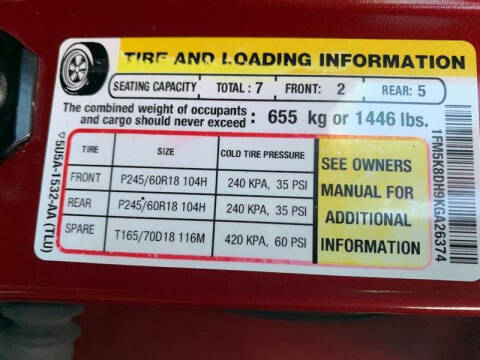 TIRE AND LOADING INFORMATION
SEATING CAPACITY TOTAL : 7 FRONT: 2 REAR: 5
The combined weight of occupants and cargo should never exceed : 655 kg or 1446 lbs.
TIRE SIZE COLD TIRE PRESSURE
FRONT P245/60R18 104H 240 KPA, 35 PSI
REAR P245/60R18 104H 240 KPA, 35 PSI
SPARE T165/70D18 116M 420 KPA, 60 PSI
SEE OWNERS
MANUAL FOR
ADDITIONAL
INFORMATION
5U5A-1532-AA (TLU)
1FM5K8DH9KGA26374